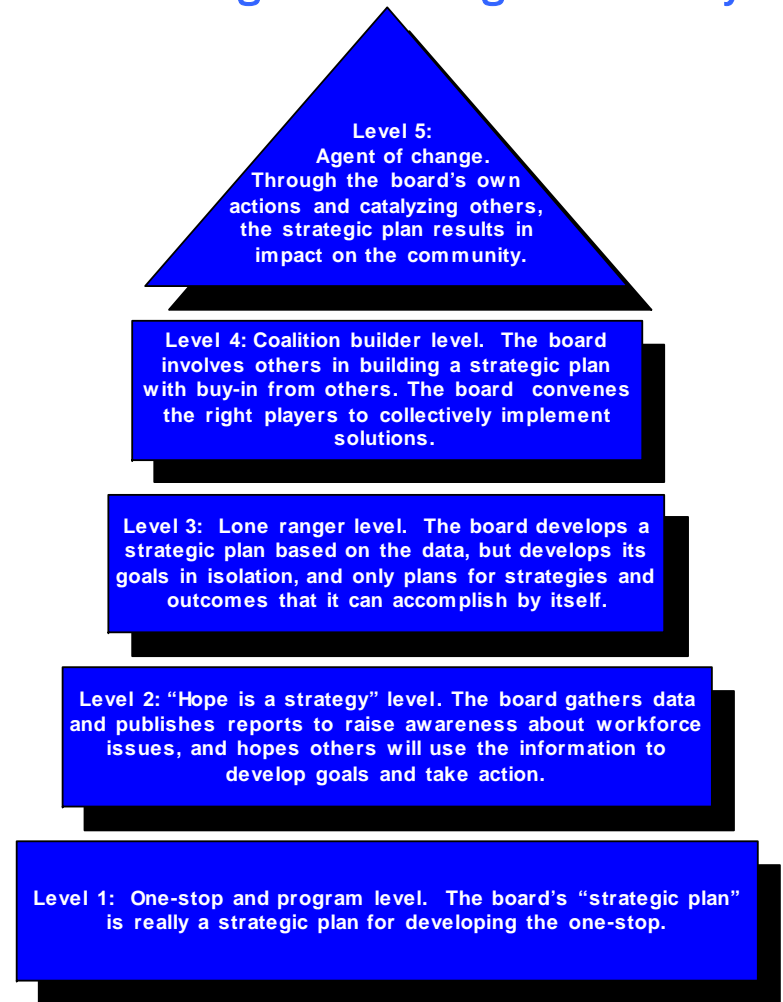 Level 5:
Agent of change.
Through the board's own
actions and catalyzing others,
the strategic plan results in
impact on the community.
Level 4: Coalition builder level. The board
involves others in building a strategic plan
with buy-in from others. The board convenes
the right players to collectively implement
solutions.
Level 3: Lone ranger level. The board develops a
strategic plan based on the data, but develops its
goals in isolation, and only plans for strategies and
outcomes that it can accomplish by itself.
Level 2: “Hope is a strategy” level. The board gathers data
and publishes reports to raise awareness about workforce
issues, and hopes others will use the information to
develop goals and take action.
Level 1: One-stop and program level. The board's “strategic plan”
is really a strategic plan for developing the one-stop.